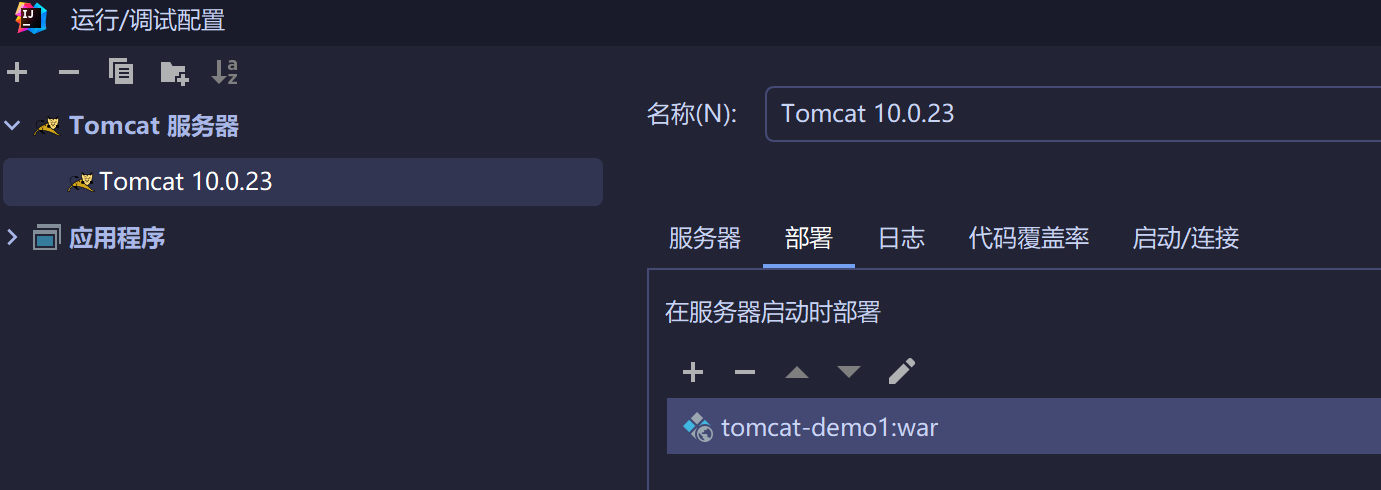 运行/调试配置
Tomcat 服务器
Tomcat 10.0.23
应用程序
名称(N):
Tomcat 10.0.23
服务器 部署 日志 代码覆盖率 启动/连接
在服务器启动时部署
tomcat-demo1:war